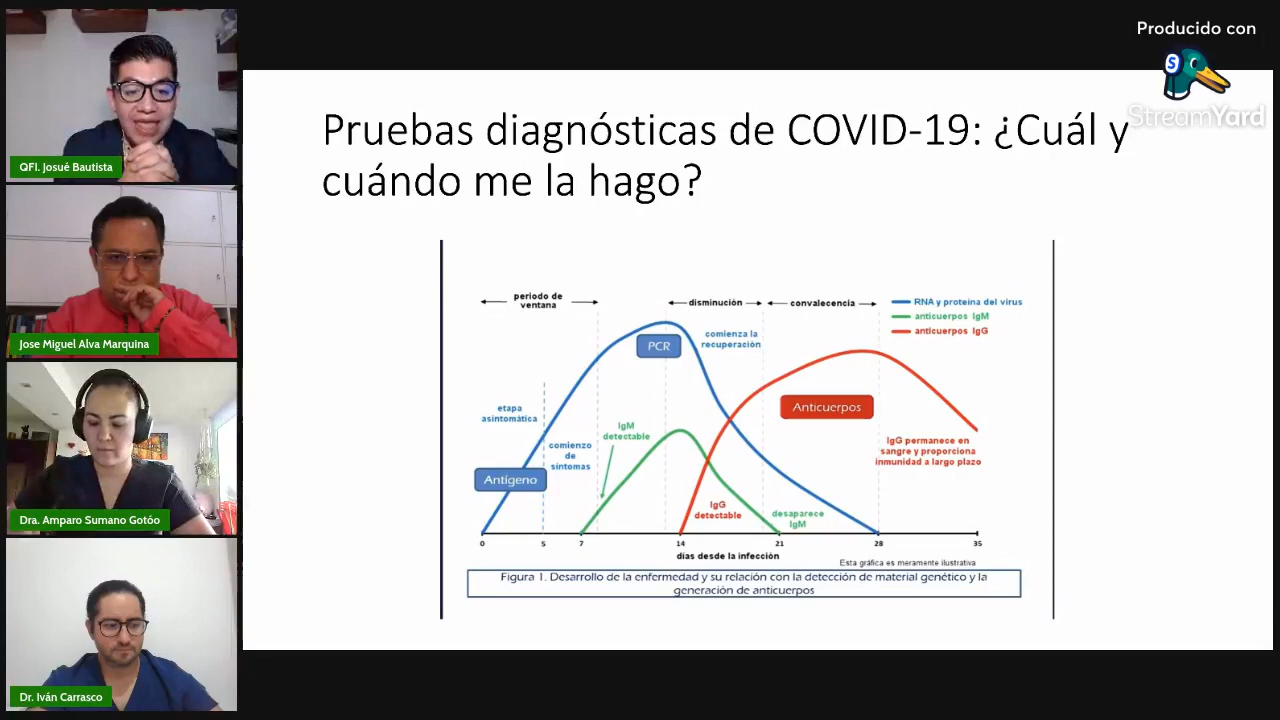 Producido con
StreamYard
QFI. Josué Bautista
Jose Miguel Alva Marquina
Dra. Amparo Sumano Gotóo
Dr. Iván Carrasco
Pruebas diagnósticas de COVID-19: ¿Cuál y
cuándo me la hago?
periodo de
ventana
disminución
convalecencia
RNA y proteína del virus
anticuerpos IgM
anticuerpos IgG
comienza la
recuperación
PCR
etapa
asintomática
IgM
detectable
comienzo
de
síntomas
Antígeno
Anticuerpos
IgG permanece en
sangre y proporciona
inmunidad a largo plazo
IgG
detectable
desaparece
IgM
0 5 7 14 21 28 35
días desde la infección
Esta gráfica es meramente ilustrativa
Figura 1. Desarrollo de la enfermedad y su relación con la detección de material genético y la
generación de anticuerpos